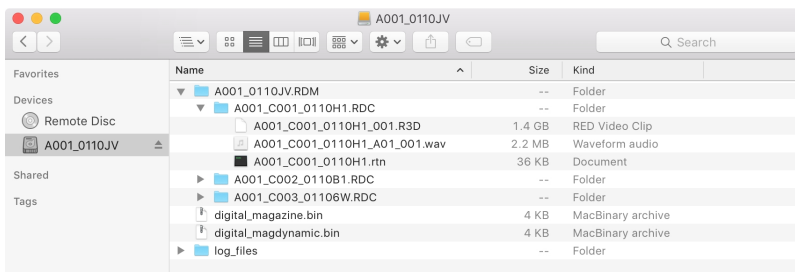 A001_0110JV
Search
Favorites
Devices
Remote Disc
A001_0110JV
Shared
Tags
Name Size Kind
A001_0110JV.RDM -- Folder
A001_C001_0110H1.RDC -- Folder
A001_C001_0110H1_001.R3D 1.4 GB RED Video Clip
A001_C001_0110H1_A01_001.wav 2.2 MB Waveform audio
A001_C001_0110H1.rtn 36 KB Document
A001_C002_0110B1.RDC -- Folder
A001_C003_01106W.RDC -- Folder
digital_magazine.bin 4 KB MacBinary archive
digital_magdynamic.bin 4 KB MacBinary archive
log_files -- Folder